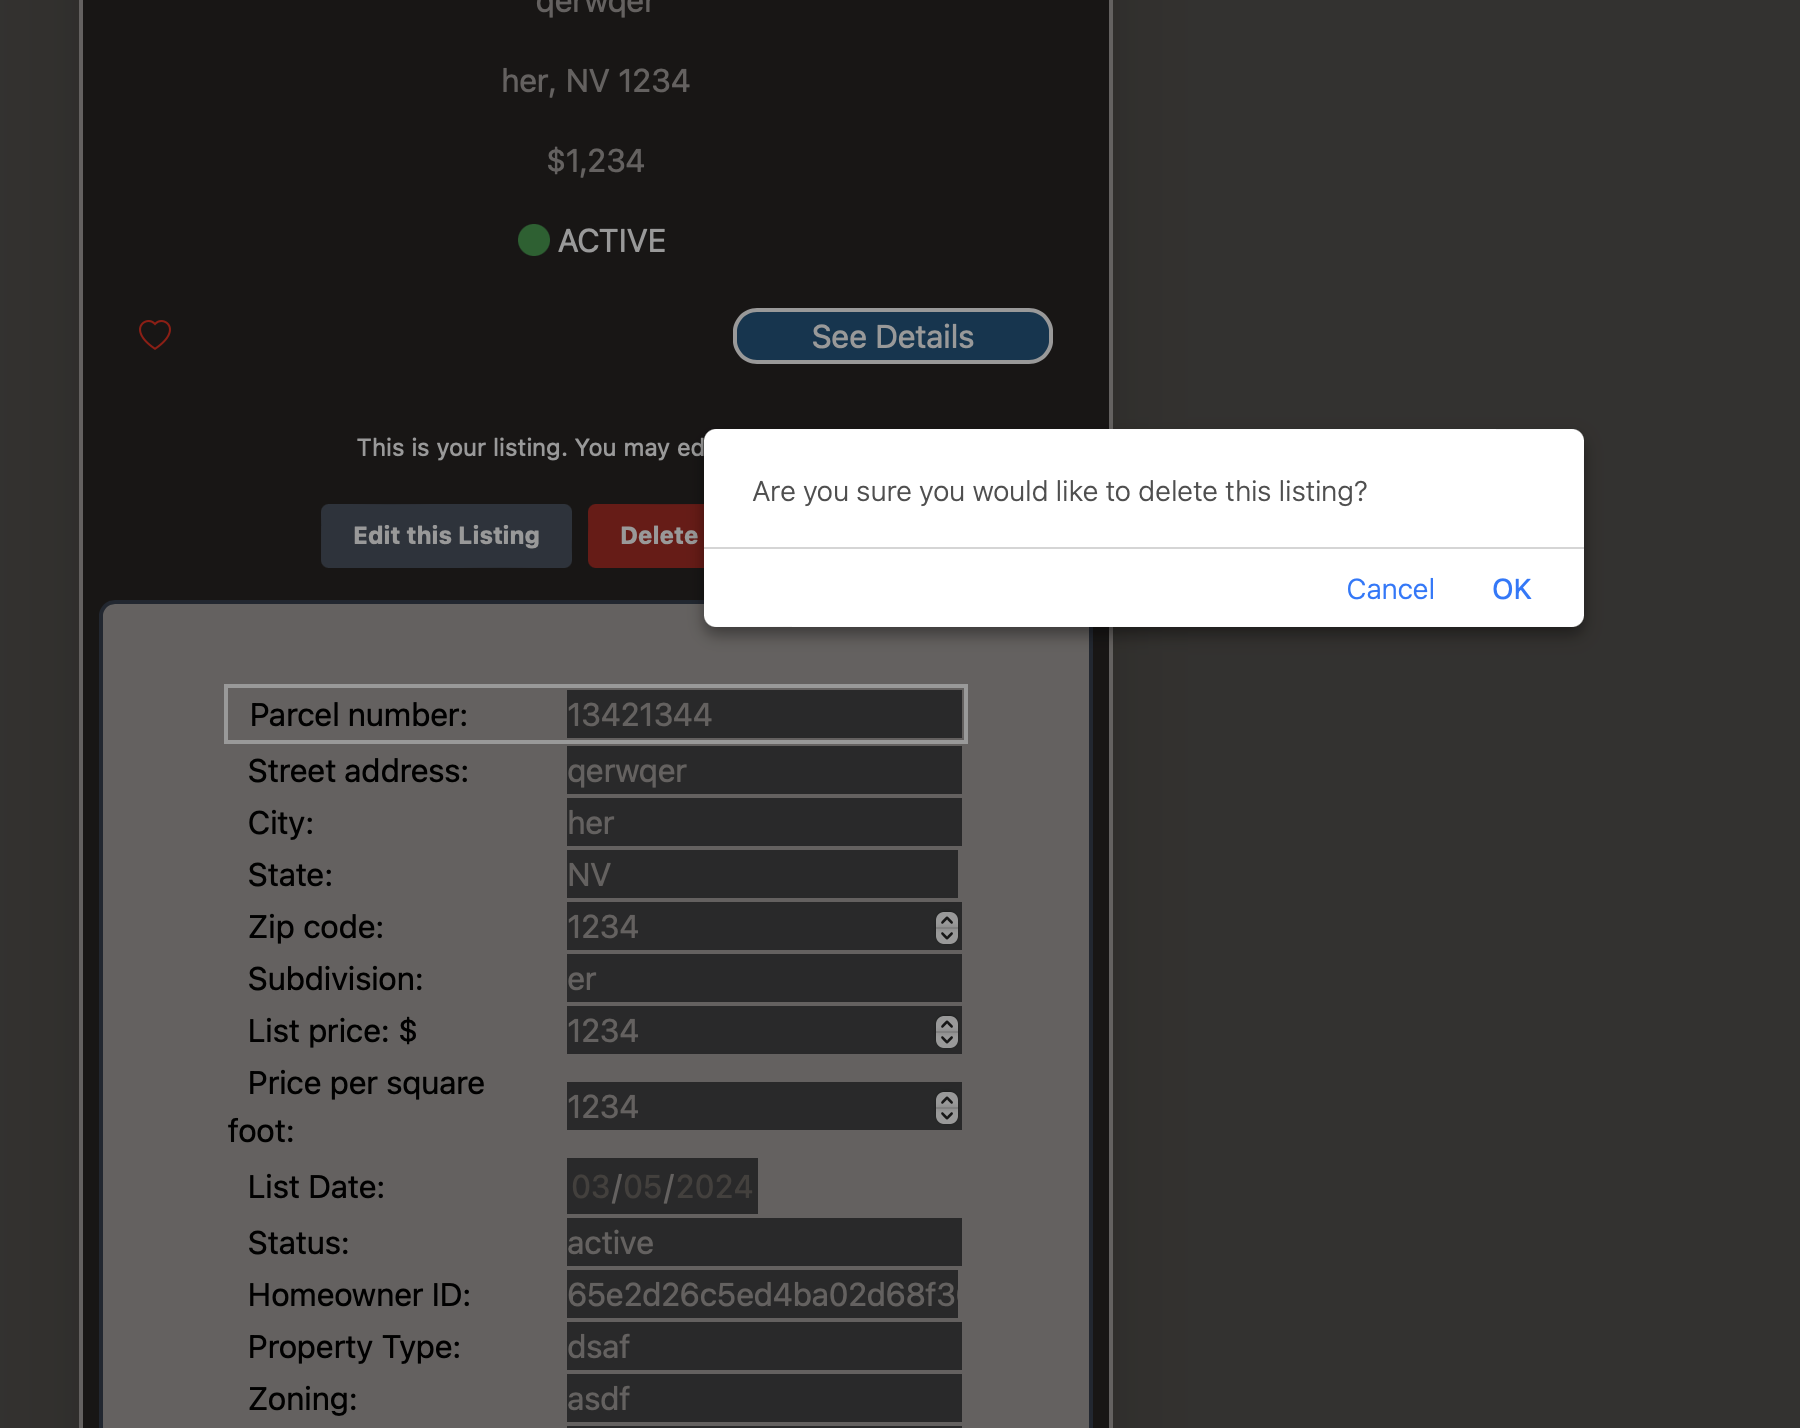 qerwqer
her, NV 1234
$1,234
ACTIVE
See Details
This is your listing. You may
Are you sure you would like to delete this listing?
Edit this Listing
Delete
Cancel
OK
Parcel number: 13421344
Street address: qerwqer
City: her
State: NV
Zip code: 1234
Subdivision: er
List price: $ 1234
Price per square
foot: 1234
List Date: 03/05/2024
Status: active
Homeowner ID: 65e2d26c5ed4ba02d68f3
Property Type: dsaf
Zoning: asdf